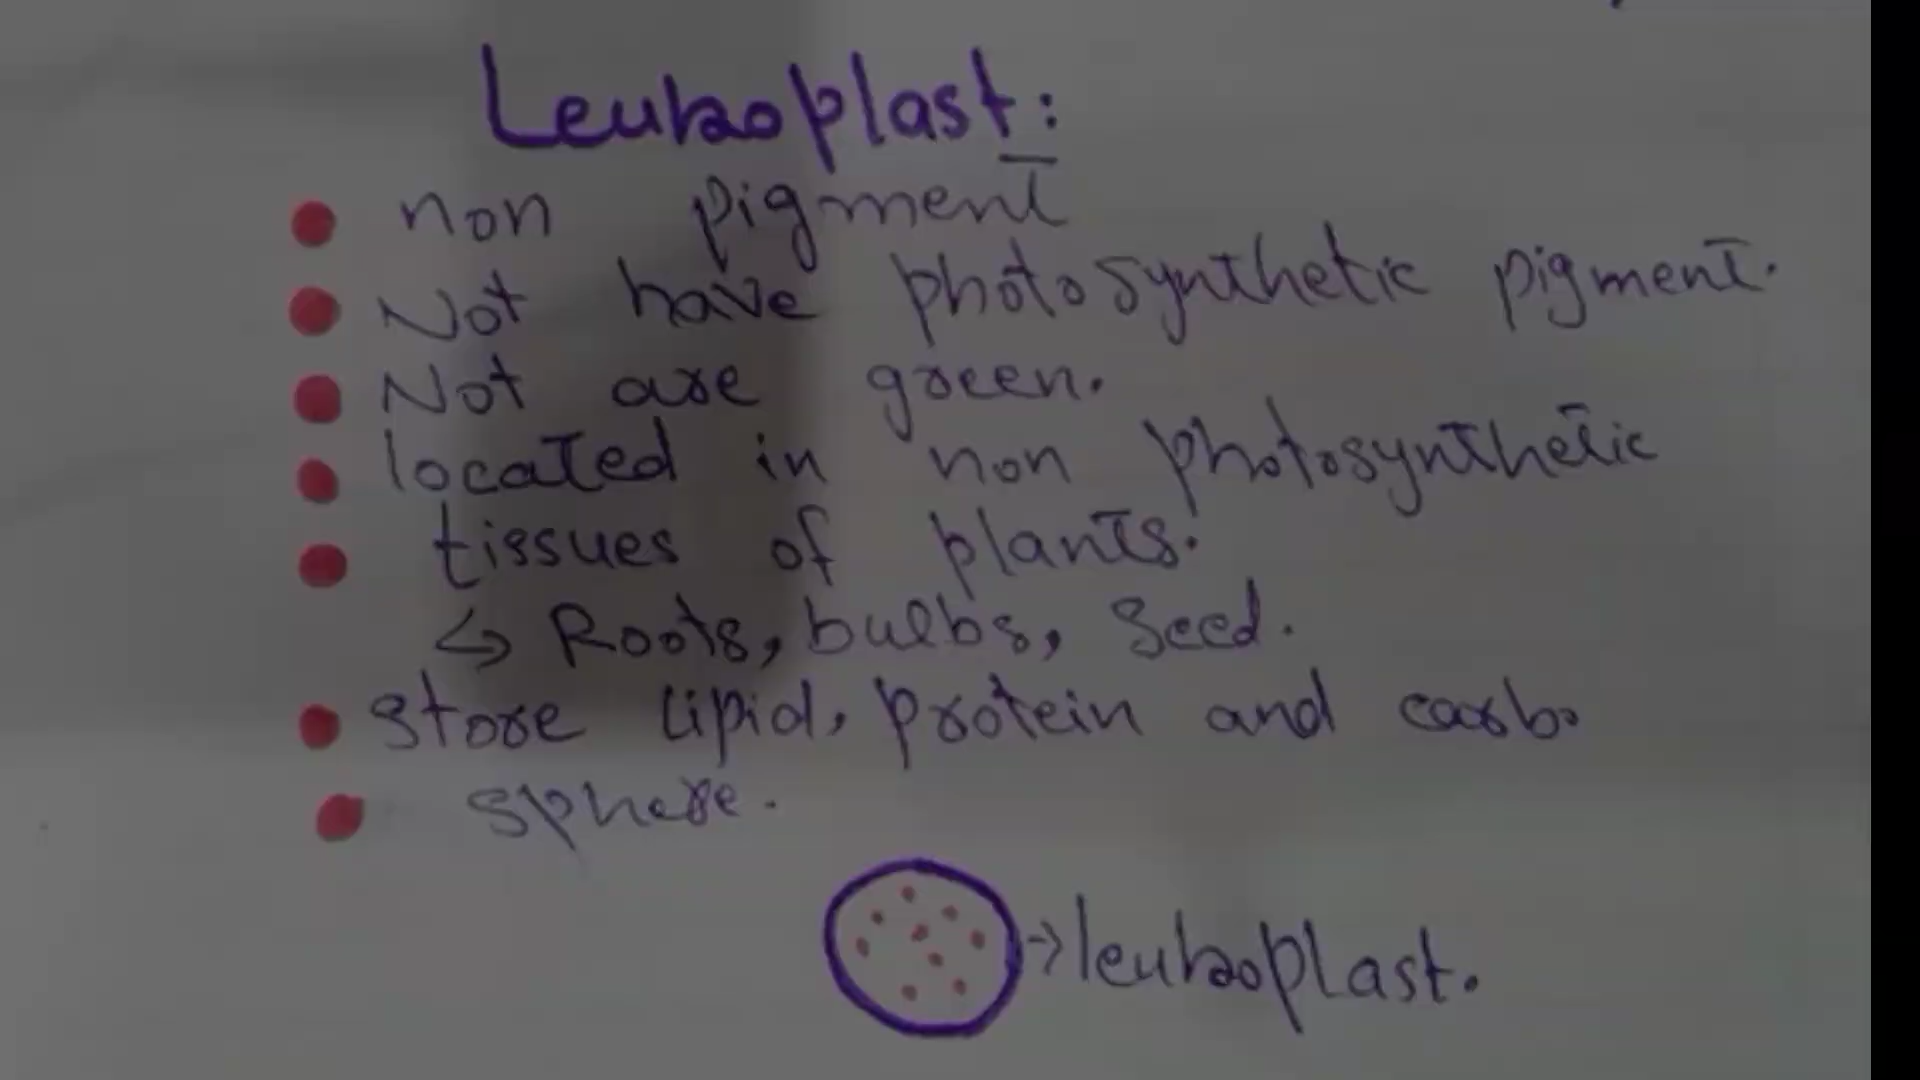 Leukoplast:
non pigment
Not have photosynthetic pigment.
Not are green.
located in non photosynthetic
tissues of plants.
↳ Roots, bulbs, seed.
store lipid, protein and carb.
sphere.
→ leukoplast.